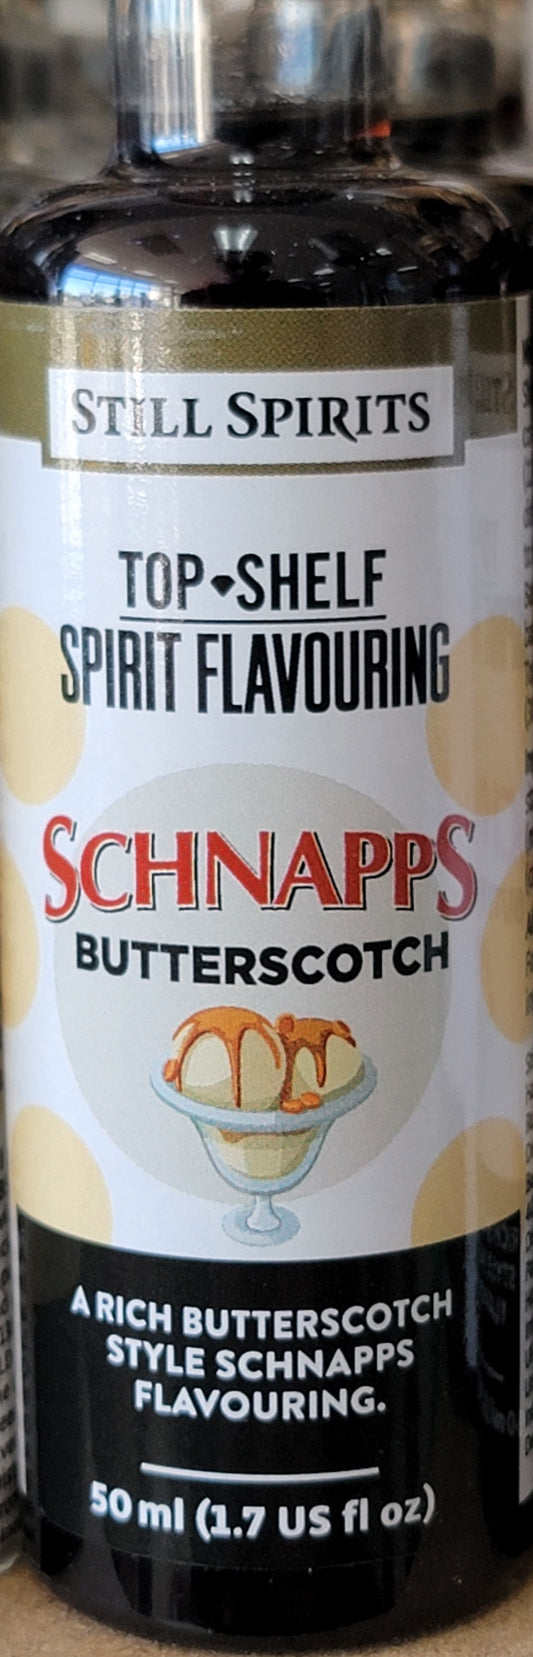 STILL SPIRITS
TOP•SHELF
SPIRIT FLAVOURING
SCHNAPPS
BUTTERSCOTCH
A RICH BUTTERSCOTCH
STYLE SCHNAPPS
FLAVOURING.
50 ml (1.7 US fl oz)